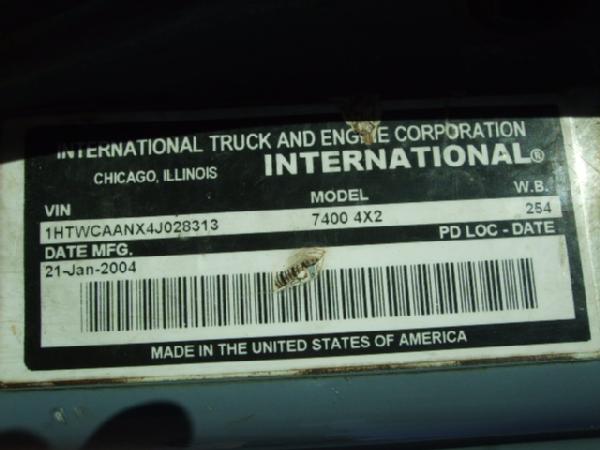 INTERNATIONAL TRUCK AND ENGINE CORPORATION
CHICAGO, ILLINOIS INTERNATIONAL®
VIN MODEL W.B.
1HTWCAANX4J028313 7400 4X2 254
DATE MFG. PD LOC - DATE
21-Jan-2004
MADE IN THE UNITED STATES OF AMERICA